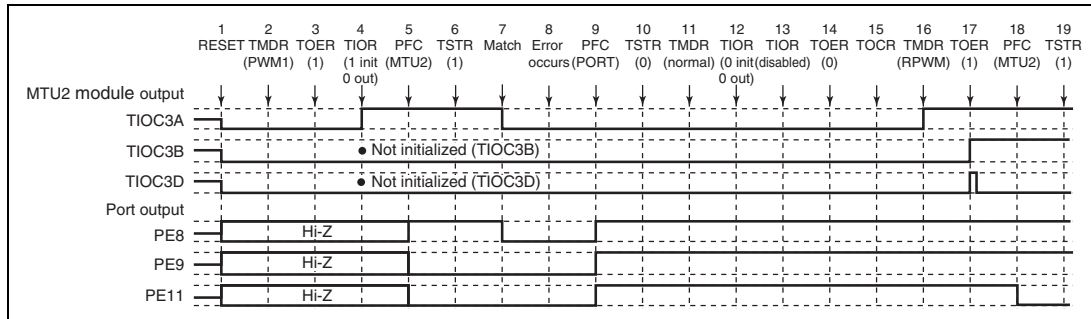 1 2 3 4 5 6 7 8 9 10 11 12 13 14 15 16 17 18 19
RESET TMDR TOER TIOR PFC TSTR Match Error PFC TSTR TMDR TIOR TIOR TOER TOCR TMDR TOER PFC TSTR
(PWM1) (1) (1 init (MTU2) (1) occurs (PORT) (0) (normal) (0 init (disabled) (0) (RPWM) (1) (MTU2) (1)
0 out) 0 out)
MTU2 module output
TIOC3A
TIOC3B • Not initialized (TIOC3B)
TIOC3D • Not initialized (TIOC3D)
Port output
PE8 Hi-Z
PE9 Hi-Z
PE11 Hi-Z